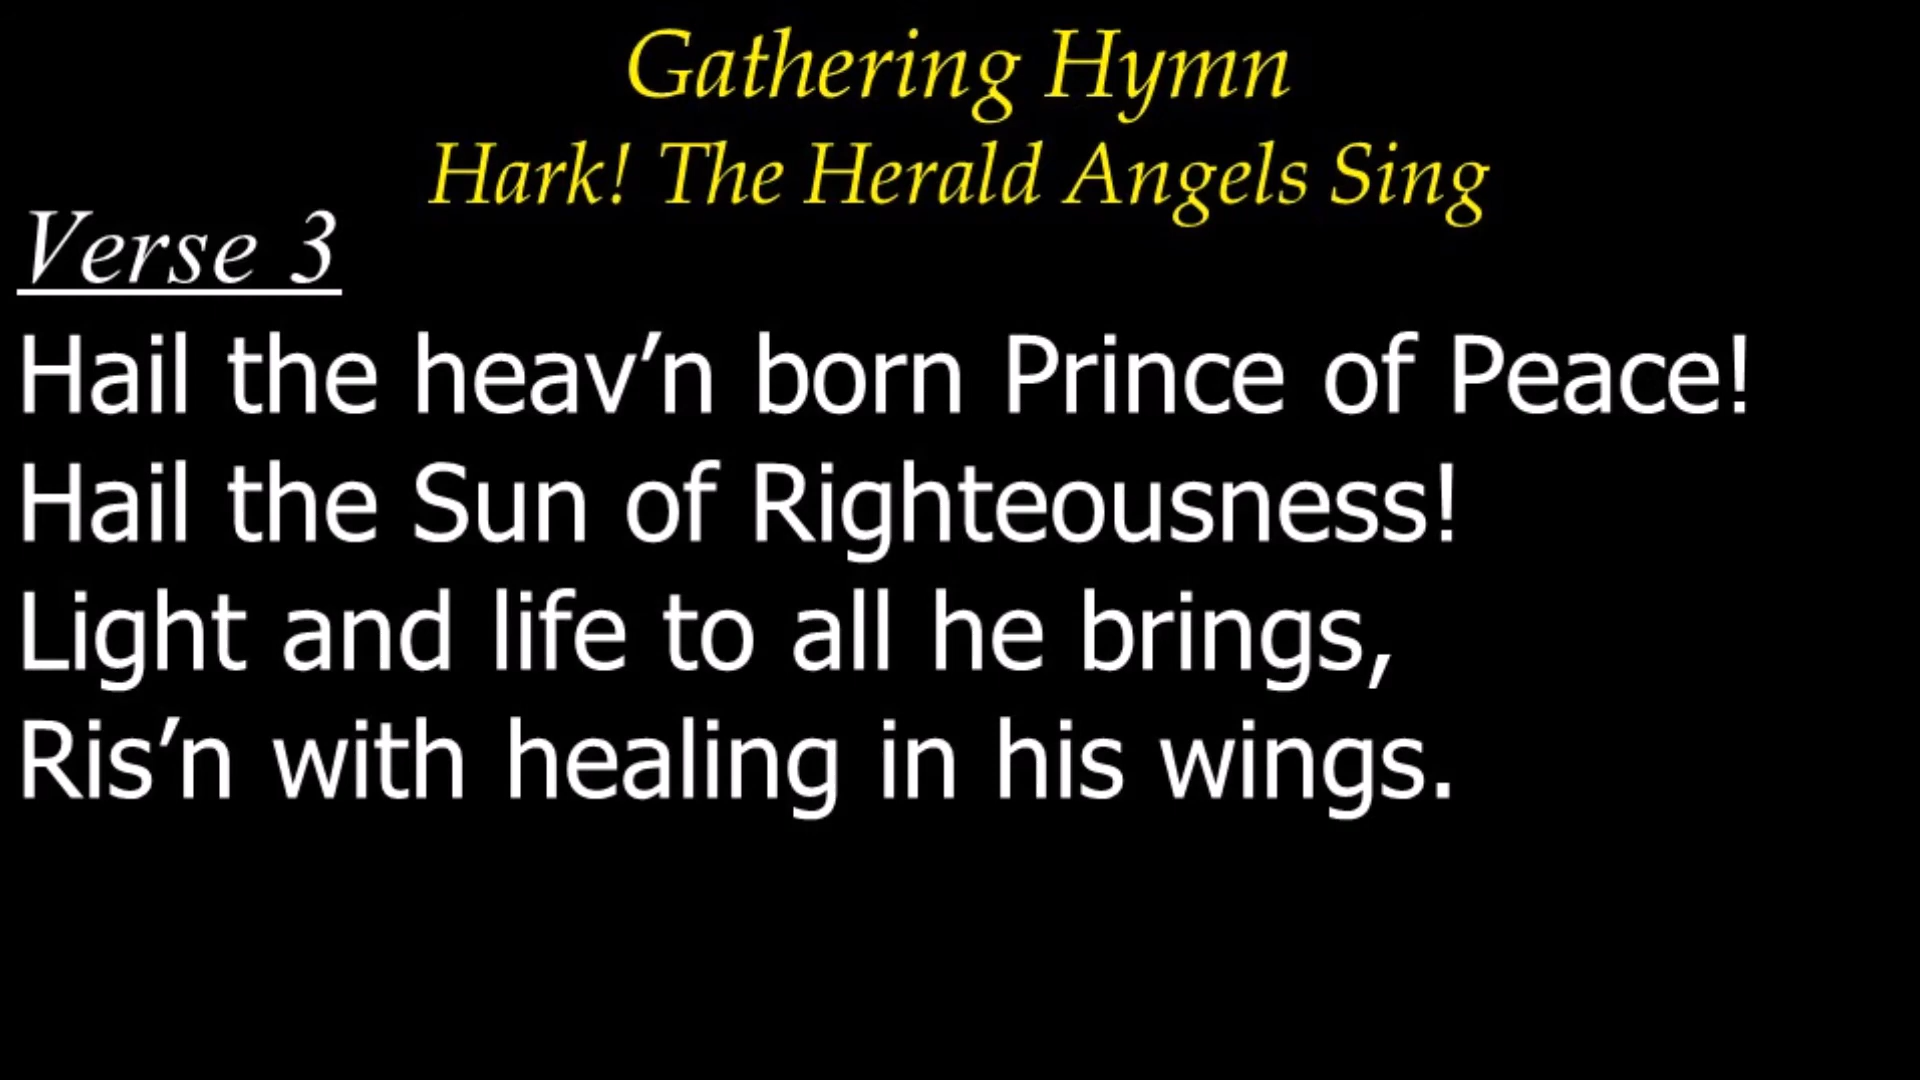 Gathering Hymn
Hark! The Herald Angels Sing
Verse 3
Hail the heav’n born Prince of Peace!
Hail the Sun of Righteousness!
Light and life to all he brings,
Ris’n with healing in his wings.